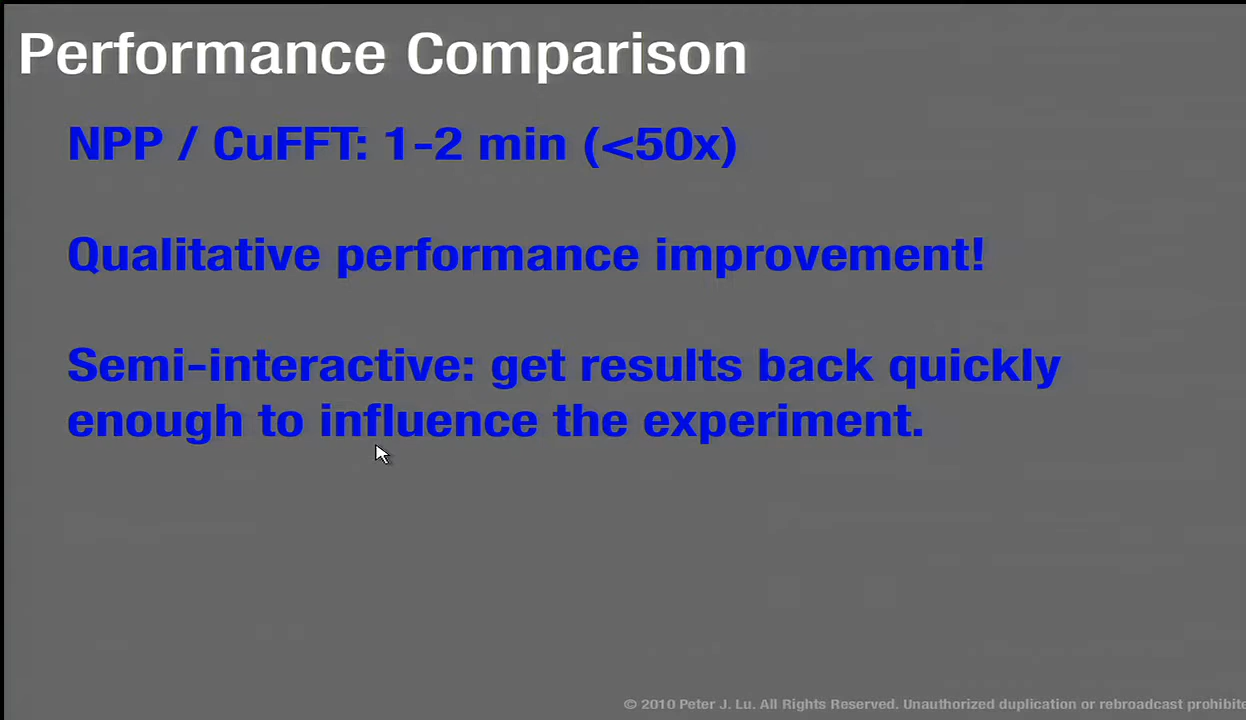 Performance Comparison
NPP / CuFFT: 1-2 min (<50x)
Qualitative performance improvement!
Semi-interactive: get results back quickly
enough to influence the experiment.
© 2010 Peter J. Lu. All Rights Reserved. Unauthorized duplication or rebroadcast prohibite